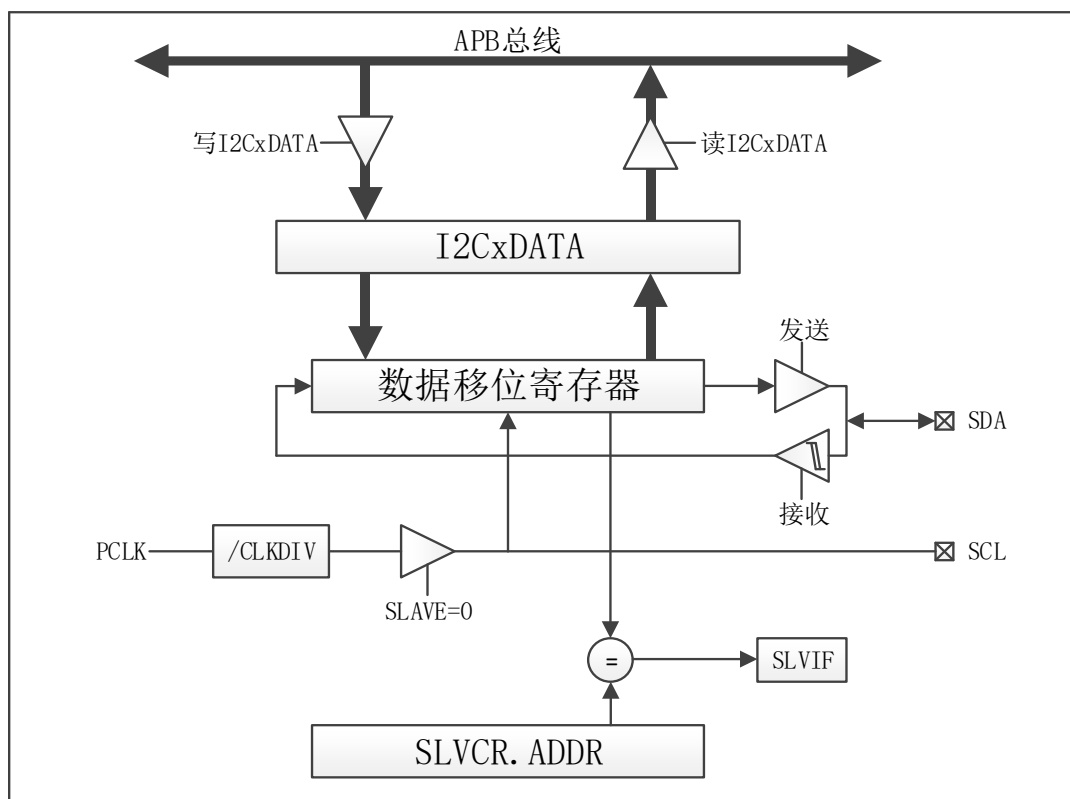 APB总线
写I2CxDATA
读I2CxDATA
I2CxDATA
发送
数据移位寄存器
SDA
接收
PCLK
/CLKDIV
SCL
SLAVE=0
=
SLVIF
SLVCR.ADDR